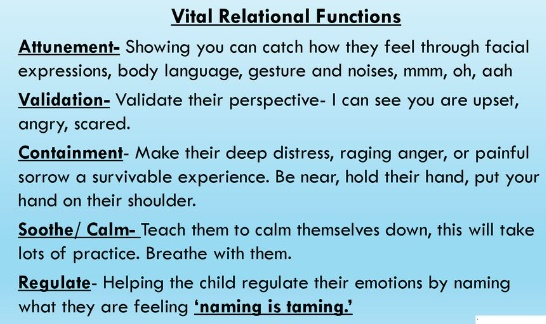 Vital Relational Functions
Attunement- Showing you can catch how they feel through facial
expressions, body language, gesture and noises, mmm, oh, aah
Validation- Validate their perspective- I can see you are upset,
angry, scared.
Containment- Make their deep distress, raging anger, or painful
sorrow a survivable experience. Be near, hold their hand, put your
hand on their shoulder.
Soothe/ Calm- Teach them to calm themselves down, this will take
lots of practice. Breathe with them.
Regulate- Helping the child regulate their emotions by naming
what they are feeling ‘naming is taming.’